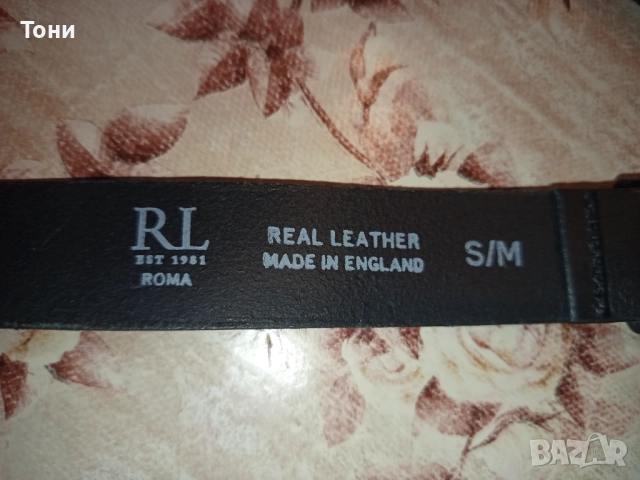 Тони
RL
EST 1981
ROMA
REAL LEATHER
MADE IN ENGLAND
S/M
BAZAR